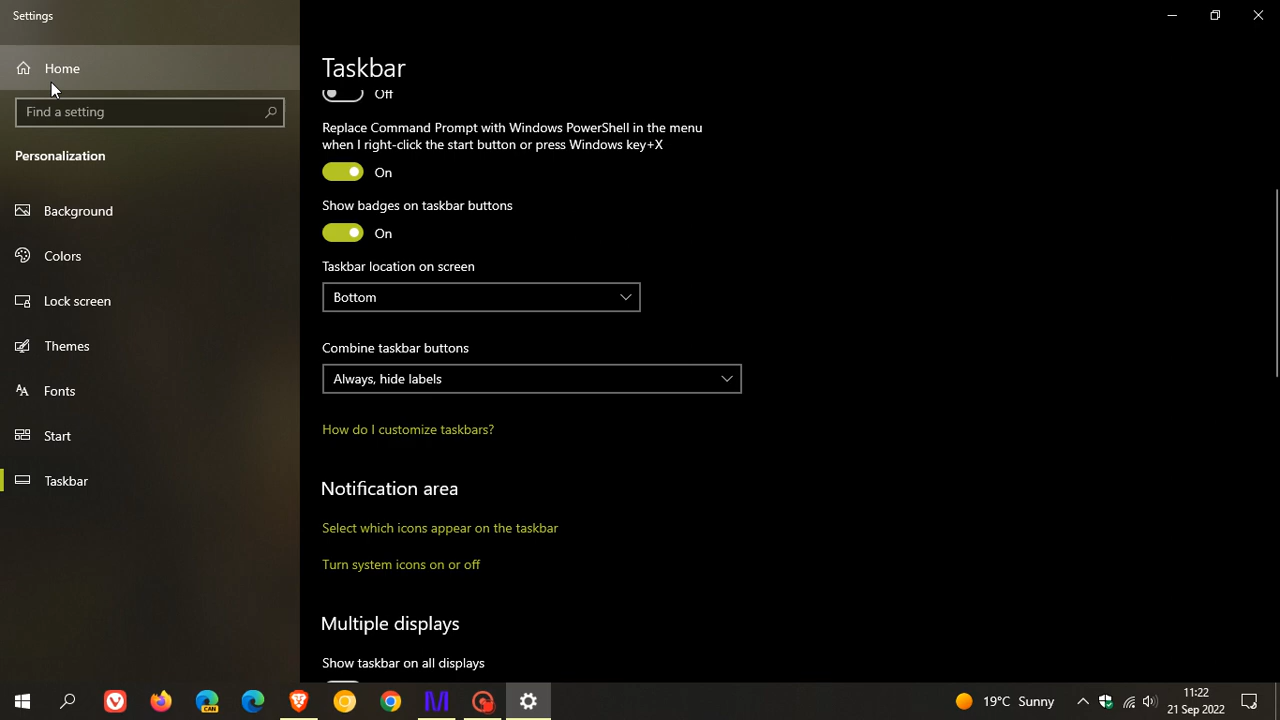 Settings
Home
Find a setting
Personalization
Background
Colors
Lock screen
Themes
Fonts
Start
Taskbar
Taskbar
Off
Replace Command Prompt with Windows PowerShell in the menu
when I right-click the start button or press Windows key+X
On
Show badges on taskbar buttons
On
Taskbar location on screen
Bottom
Combine taskbar buttons
Always, hide labels
How do I customize taskbars?
Notification area
Select which icons appear on the taskbar
Turn system icons on or off
Multiple displays
Show taskbar on all displays
CAN
19°C Sunny
11:22
21 Sep 2022